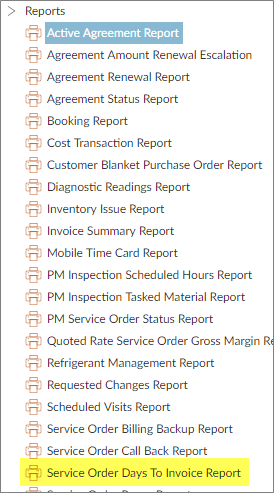 Reports
Active Agreement Report
Agreement Amount Renewal Escalation
Agreement Renewal Report
Agreement Status Report
Booking Report
Cost Transaction Report
Customer Blanket Purchase Order Report
Diagnostic Readings Report
Inventory Issue Report
Invoice Summary Report
Mobile Time Card Report
PM Inspection Scheduled Hours Report
PM Inspection Tasked Material Report
PM Service Order Status Report
Quoted Rate Service Order Gross Margin Re
Refrigerant Management Report
Requested Changes Report
Scheduled Visits Report
Service Order Billing Backup Report
Service Order Call Back Report
Service Order Days To Invoice Report